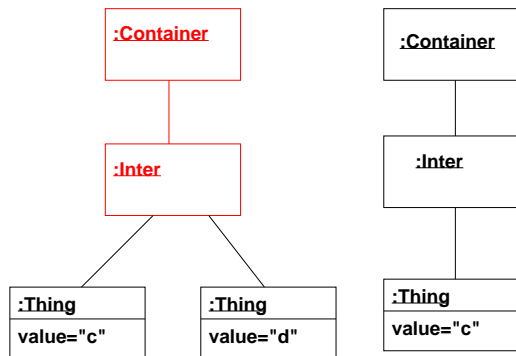 :Container
:Inter
:Thing
value="c"
:Thing
value="d"
:Container
:Inter
:Thing
value="c"